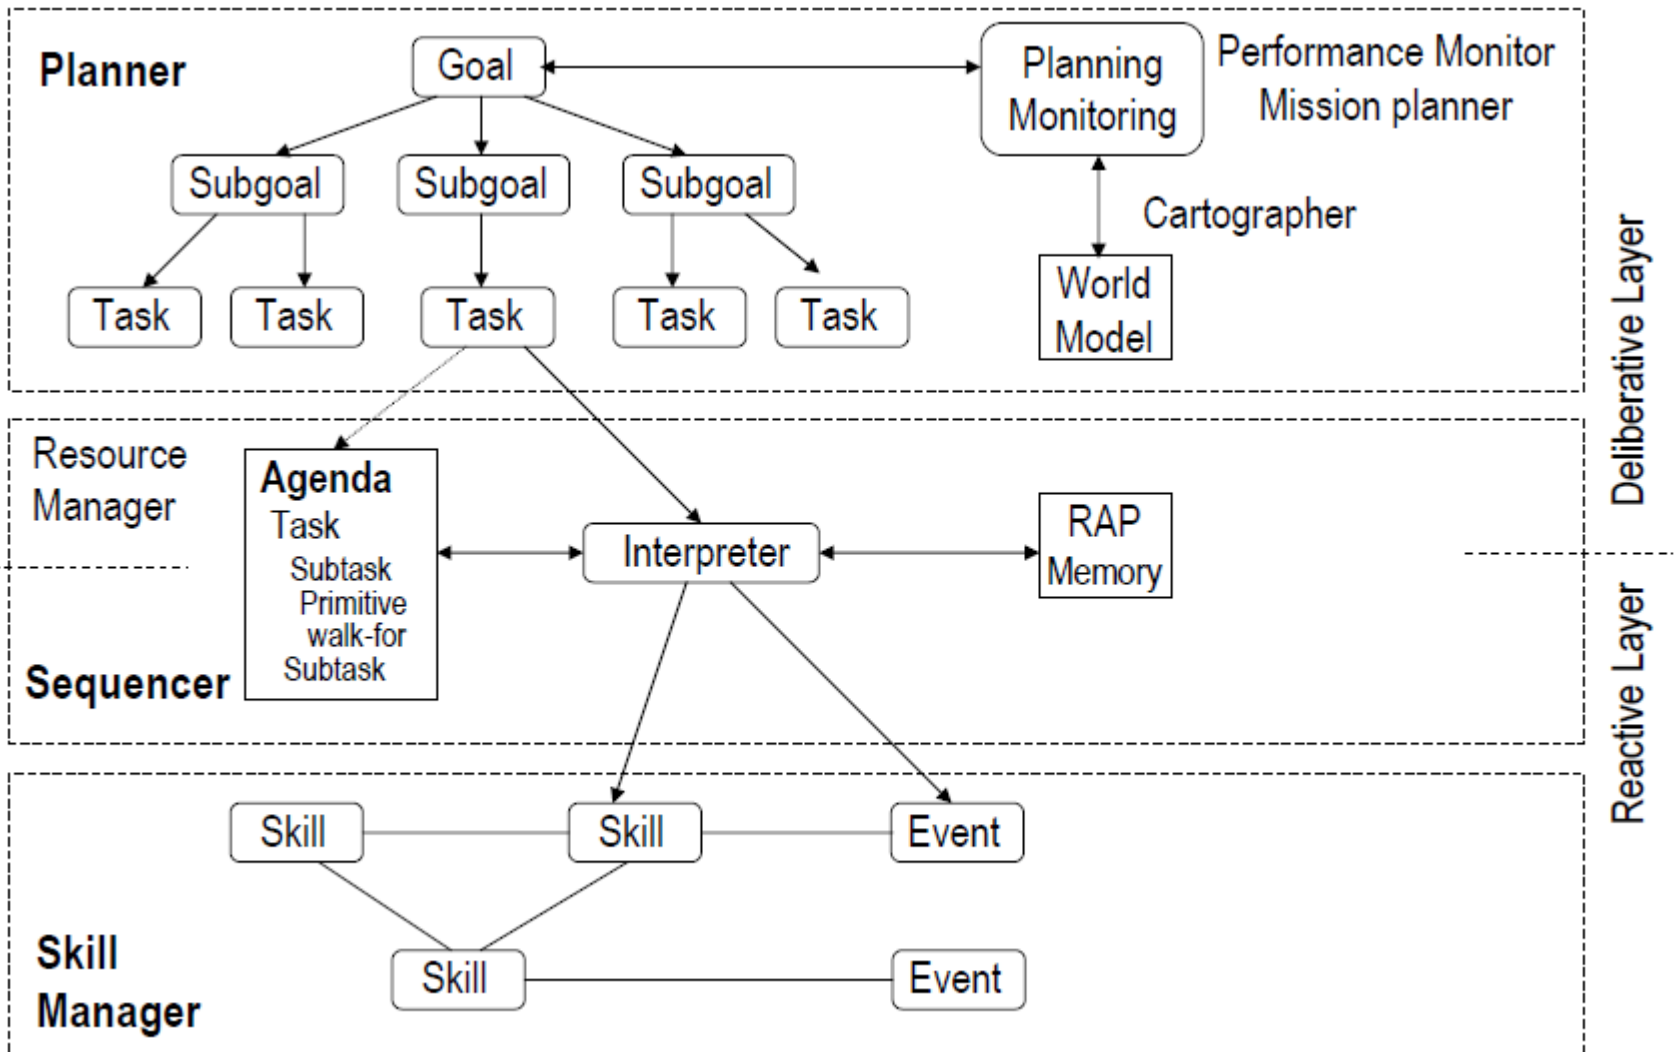 Planner
Goal
Planning
Monitoring
Performance Monitor
Mission planner
Subgoal
Subgoal
Subgoal
Cartographer
Task
Task
Task
Task
Task
World
Model
Deliberative Layer
Resource
Manager
Agenda
Task
Subtask
Primitive
walk-for
Subtask
Interpreter
RAP
Memory
Sequencer
Reactive Layer
Skill
Skill
Event
Skill
Manager
Skill
Event